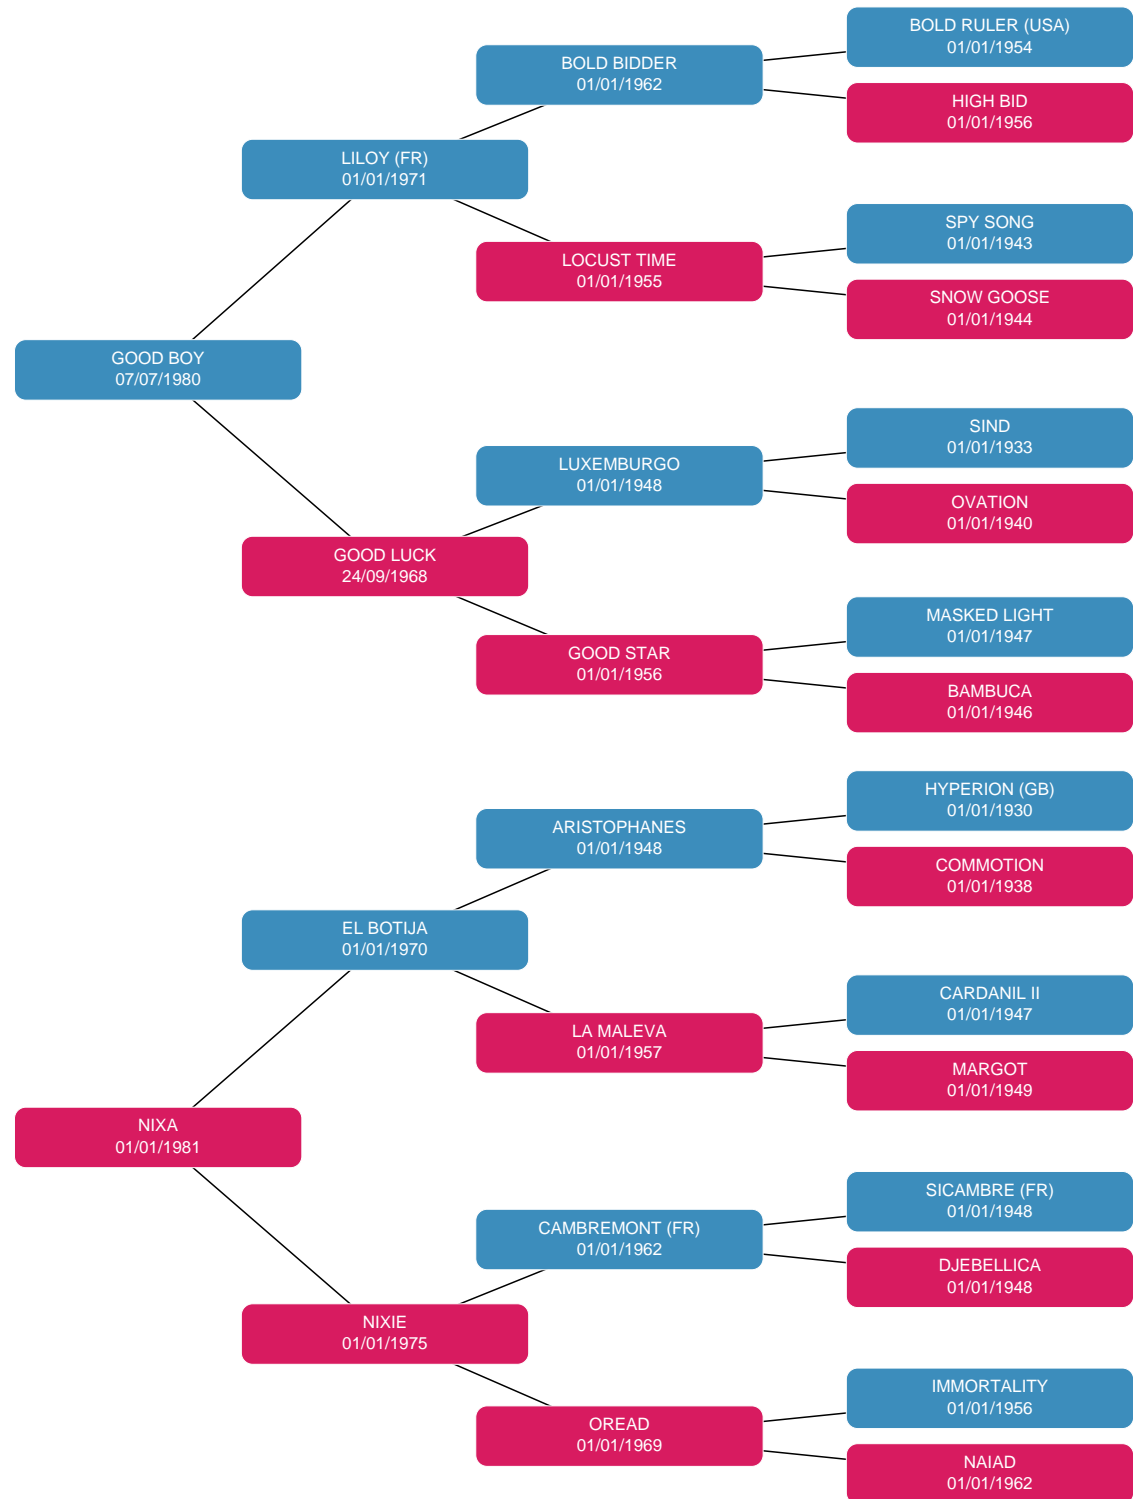 BOLD RULER (USA)
01/01/1954
BOLD BIDDER
01/01/1962
HIGH BID
01/01/1956
LILOY (FR)
01/01/1971
SPY SONG
01/01/1943
LOCUST TIME
01/01/1955
SNOW GOOSE
01/01/1944
GOOD BOY
07/07/1980
SIND
01/01/1933
LUXEMBURGO
01/01/1948
OVATION
01/01/1940
GOOD LUCK
24/09/1968
MASKED LIGHT
01/01/1947
GOOD STAR
01/01/1956
BAMBUCA
01/01/1946
HYPERION (GB)
01/01/1930
ARISTOPHANES
01/01/1948
COMMOTION
01/01/1938
EL BOTIJA
01/01/1970
CARDANIL II
01/01/1947
LA MALEVA
01/01/1957
MARGOT
01/01/1949
NIXA
01/01/1981
SICAMBRE (FR)
01/01/1948
CAMBREMONT (FR)
01/01/1962
DJEBELLICA
01/01/1948
NIXIE
01/01/1975
IMMORTALITY
01/01/1956
OREAD
01/01/1969
NAIAD
01/01/1962